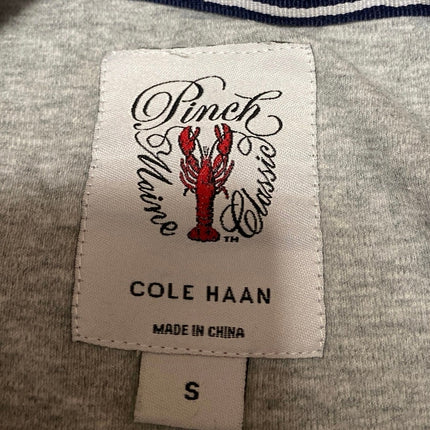 Pinch
Maine Classic
TM
COLE HAAN
MADE IN CHINA
S